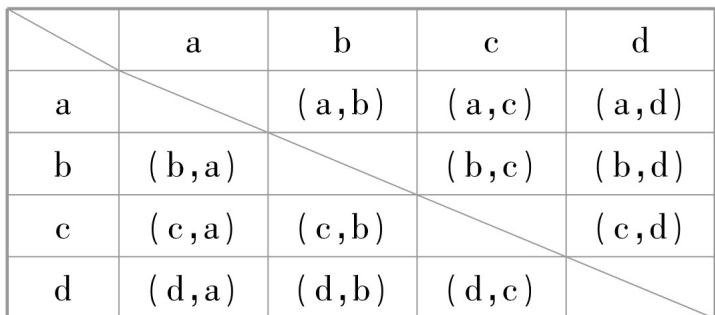 a b c d
a (a,b) (a,c) (a,d)
b (b,a) (b,c) (b,d)
c (c,a) (c,b) (c,d)
d (d,a) (d,b) (d,c)